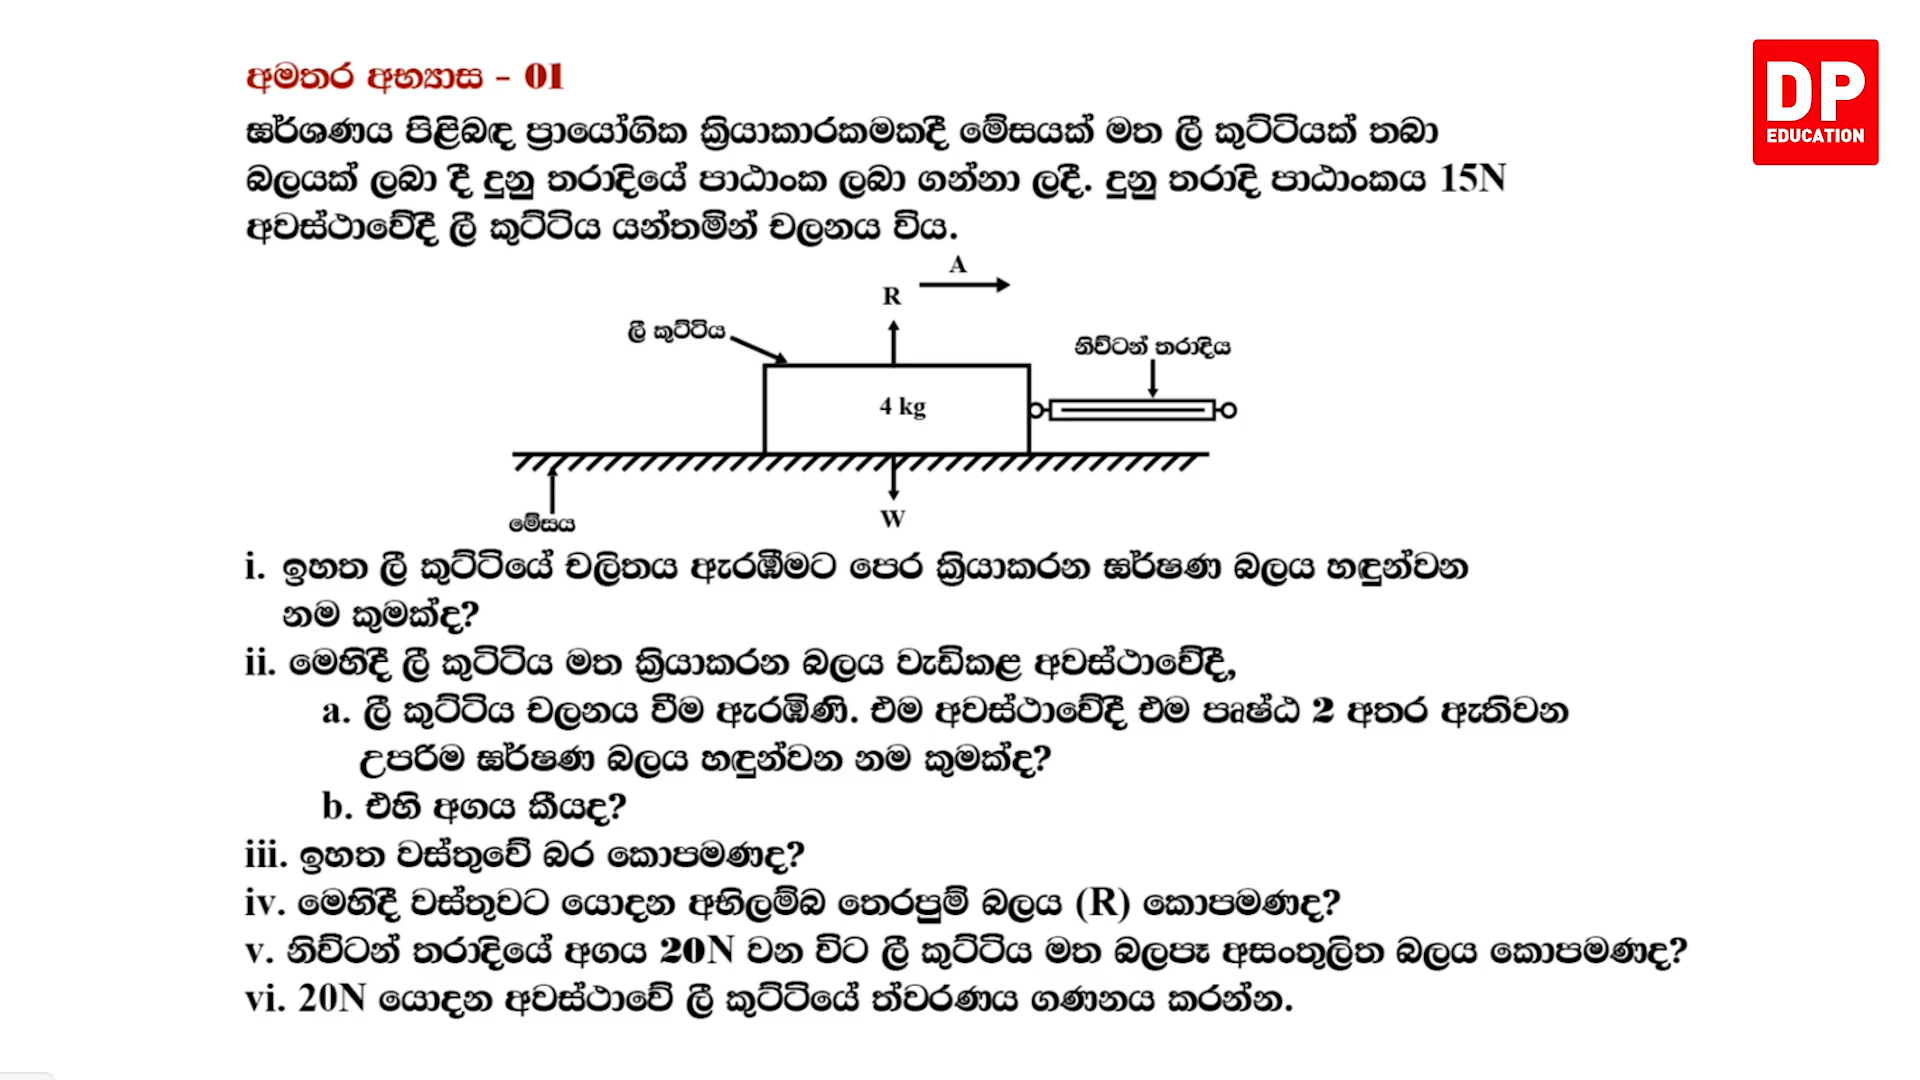 DP
EDUCATION
අමතර අභ්‍යාස - 01
ඝර්ශණය පිළිබඳ ප්‍රායෝගික ක්‍රියාකාරකමකදී මේසයක් මත ලී කුට්ටියක් තබා
බලයක් ලබා දී දුනු තරාදියේ පාඨාංක ලබා ගන්නා ලදී. දුනු තරාදි පාඨාංකය 15N
අවස්ථාවේදී ලී කුට්ටිය යන්තමින් චලනය විය.
A
R
ලී කුට්ටිය
නිව්ටන් තරාදිය
4 kg
මේසය
W
i. ඉහත ලී කුට්ටියේ චලිතය ඇරඹීමට පෙර ක්‍රියාකරන ඝර්ෂණ බලය හඳුන්වන
නම කුමක්ද?
ii. මෙහිදී ලී කුටිටිය මත ක්‍රියාකරන බලය වැඩිකළ අවස්ථාවේදී,
a. ලී කුට්ටිය චලනය වීම ඇරඹිණි. එම අවස්ථාවේදී එම පෘෂ්ඨ 2 අතර ඇතිවන
උපරිම ඝර්ෂණ බලය හඳුන්වන නම කුමක්ද?
b. එහි අගය කීයද?
iii. ඉහත වස්තුවේ බර කොපමණද?
iv. මෙහිදී වස්තුවට යොදන අභිලම්බ තෙරපුම් බලය (R) කොපමණද?
v. නිව්ටන් තරාදියේ අගය 20N වන විට ලී කුට්ටිය මත බලපෑ අසංතුලිත බලය කොපමණද?
vi. 20N යොදන අවස්ථාවේ ලී කුට්ටියේ ත්වරණය ගණනය කරන්න.